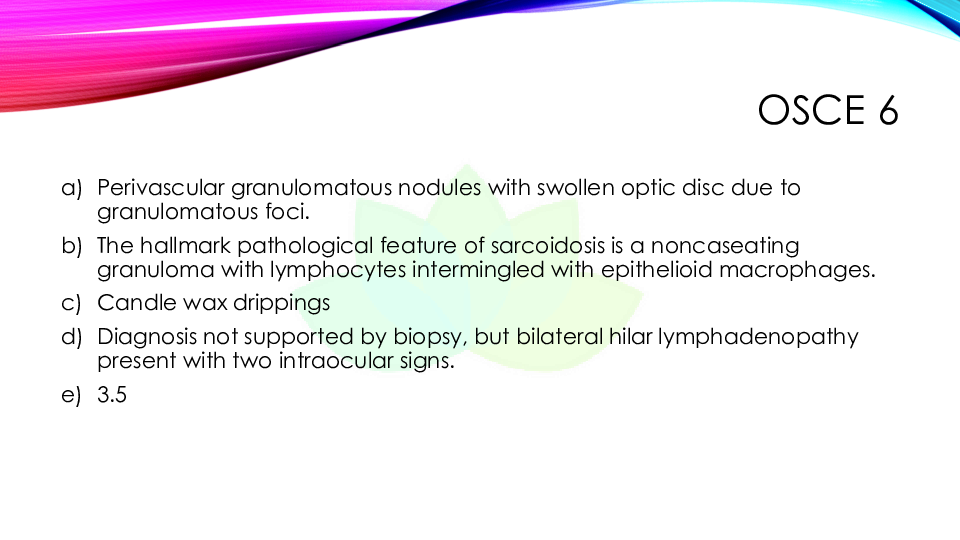 OSCE 6
a) Perivascular granulomatous nodules with swollen optic disc due to
granulomatous foci.
b) The hallmark pathological feature of sarcoidosis is a noncaseating
granuloma with lymphocytes intermingled with epithelioid macrophages.
c) Candle wax drippings
d) Diagnosis not supported by biopsy, but bilateral hilar lymphadenopathy
present with two intraocular signs.
e) 3.5